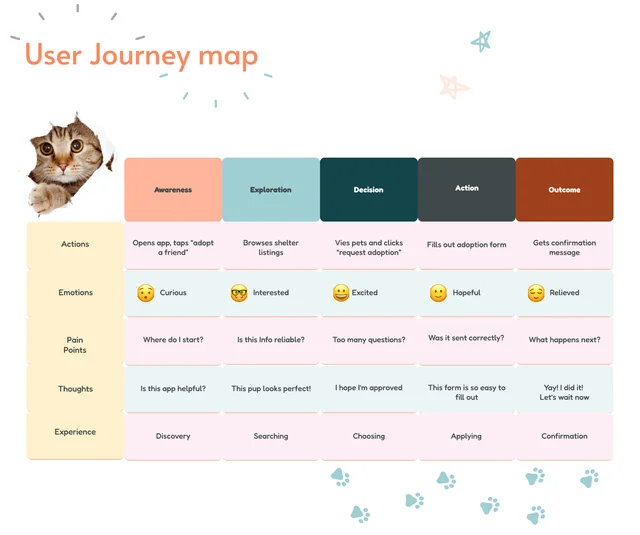 User Journey map
Awareness
Exploration
Decision
Action
Outcome
Actions
Opens app, taps "adopt
a friend"
Browses shelter
listings
Vies pets and clicks
"request adoption"
Fills out adoption form
Gets confirmation
message
Emotions
Curious
Interested
Excited
Hopeful
Relieved
Pain
Points
Where do I start?
Is this Info reliable?
Too many questions?
Was it sent correctly?
What happens next?
Thoughts
Is this app helpful?
This pup looks perfect!
I hope I'm approved
This form is so easy to
fill out
Yay! I did it!
Let's wait now
Experience
Discovery
Searching
Choosing
Applying
Confirmation